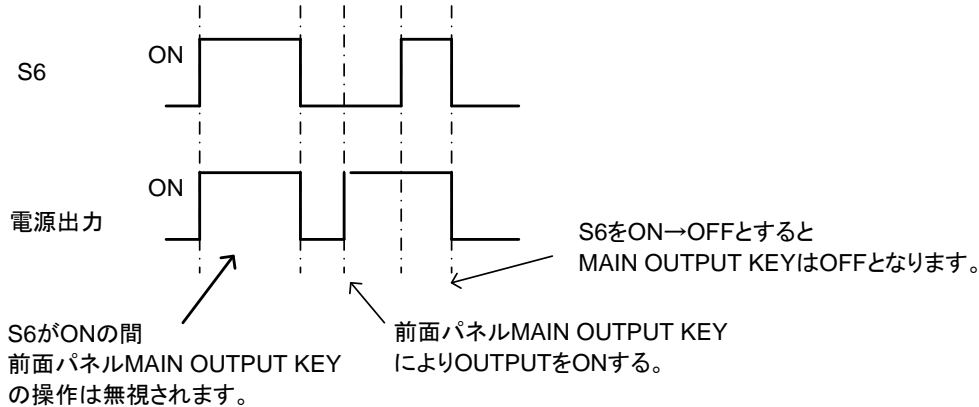 ON
S6
ON
電源出力
S6をON→OFFとすると
MAIN OUTPUT KEYはOFFとなります。
S6がONの間
前面パネルMAIN OUTPUT KEY
の操作は無視されます。
前面パネルMAIN OUTPUT KEY
によりOUTPUTをONする。